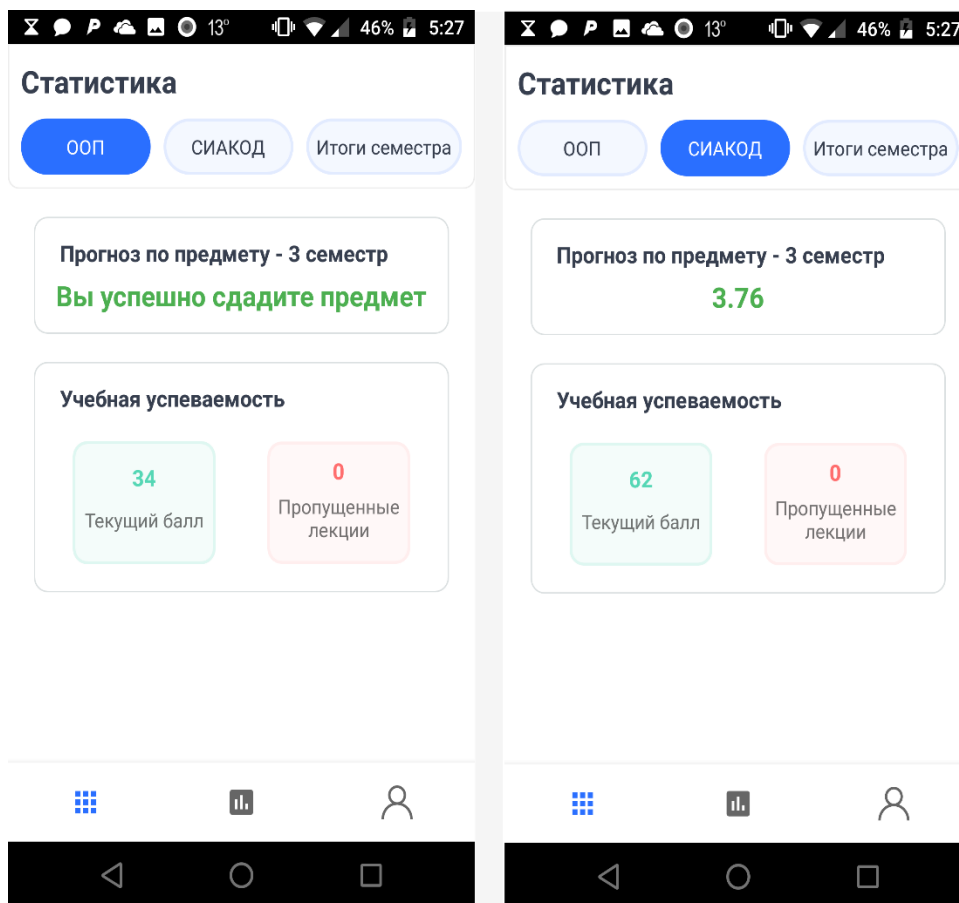 13° 46% 5:27
Статистика
ООП СИАКОД Итоги семестра
Прогноз по предмету - 3 семестр
Вы успешно сдадите предмет
Учебная успеваемость
34
Текущий балл
0
Пропущенные
лекции
13° 46% 5:27
Статистика
ООП СИАКОД Итоги семестра
Прогноз по предмету - 3 семестр
3.76
Учебная успеваемость
62
Текущий балл
0
Пропущенные
лекции